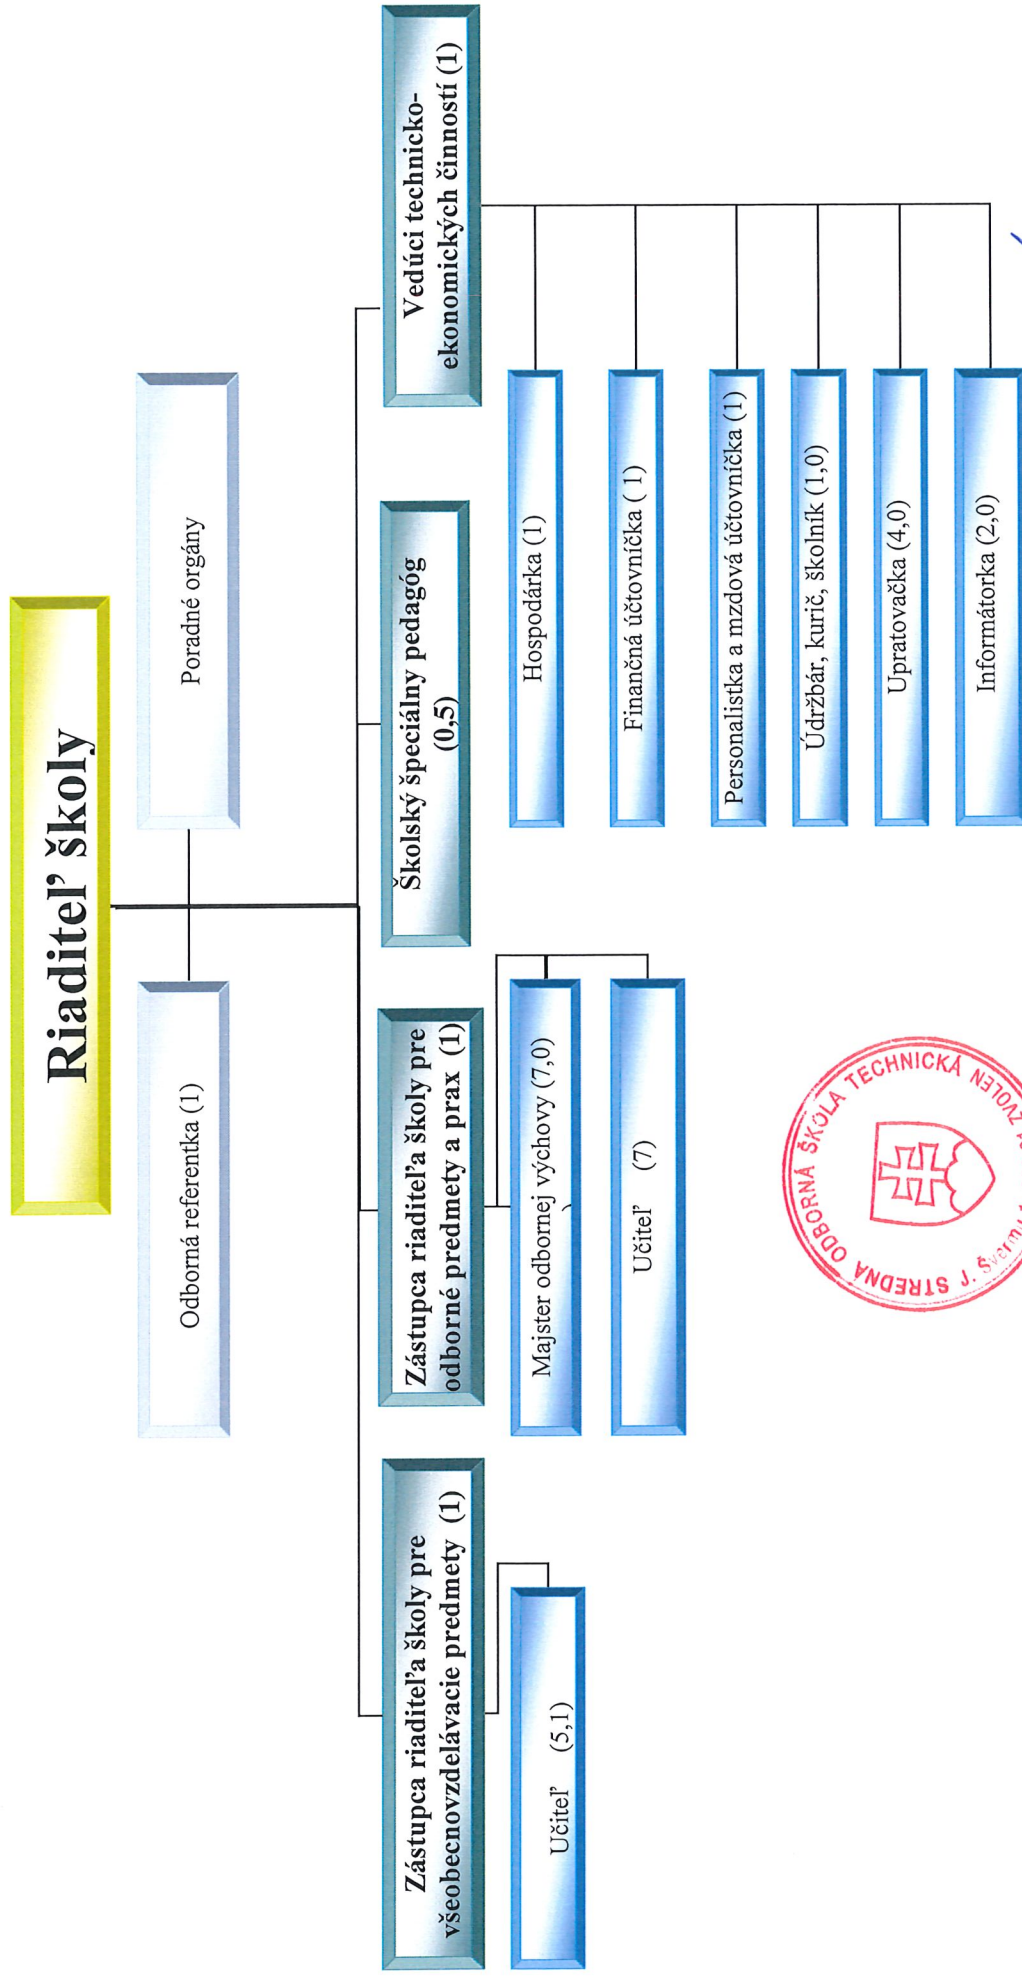 Riaditeľ školy
Odborná referentka (1)
Poradné orgány
Zástupca riaditeľa školy pre
všeobecnovzdelávacie predmety (1)
Zástupca riaditeľa školy pre
odborné predmety a prax (1)
Školský špeciálny pedagóg
(0,5)
Vedúci technicko-
ekonomických činností (1)
Učiteľ (5,1)
Majster odbornej výchovy (7,0)
)
Učiteľ (7)
Hospodárka (1)
Finančná účtovníčka ( 1)
Personalistka a mzdová účtovníčka (1)
Údržbár, kurič, školník (1,0)
Upratovačka (4,0)
Informátorka (2,0)
STREDNÁ ODBORNÁ ŠKOLA TECHNICKÁ
J. Švermu ZVOLEN